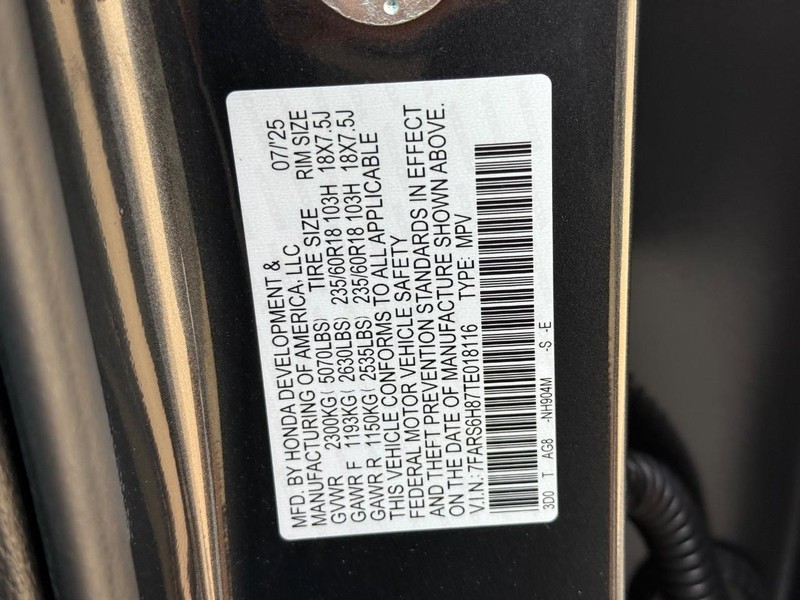 MFD. BY HONDA DEVELOPMENT & 07/'25
MANUFACTURING OF AMERICA, LLC
TIRE SIZE RIM SIZE
GVWR 2300KG( 5070LBS) 235/60R18 103H 18X7.5J
GAWR F 1193KG( 2630LBS) 235/60R18 103H 18X7.5J
GAWR R 1150KG( 2535LBS)
THIS VEHICLE CONFORMS TO ALL APPLICABLE
FEDERAL MOTOR VEHICLE SAFETY
AND THEFT PREVENTION STANDARDS IN EFFECT
ON THE DATE OF MANUFACTURE SHOWN ABOVE.
V.I.N.: 7FARS6H87TE018116 TYPE: MPV
3D0 T AG8 -NH904M -S -E